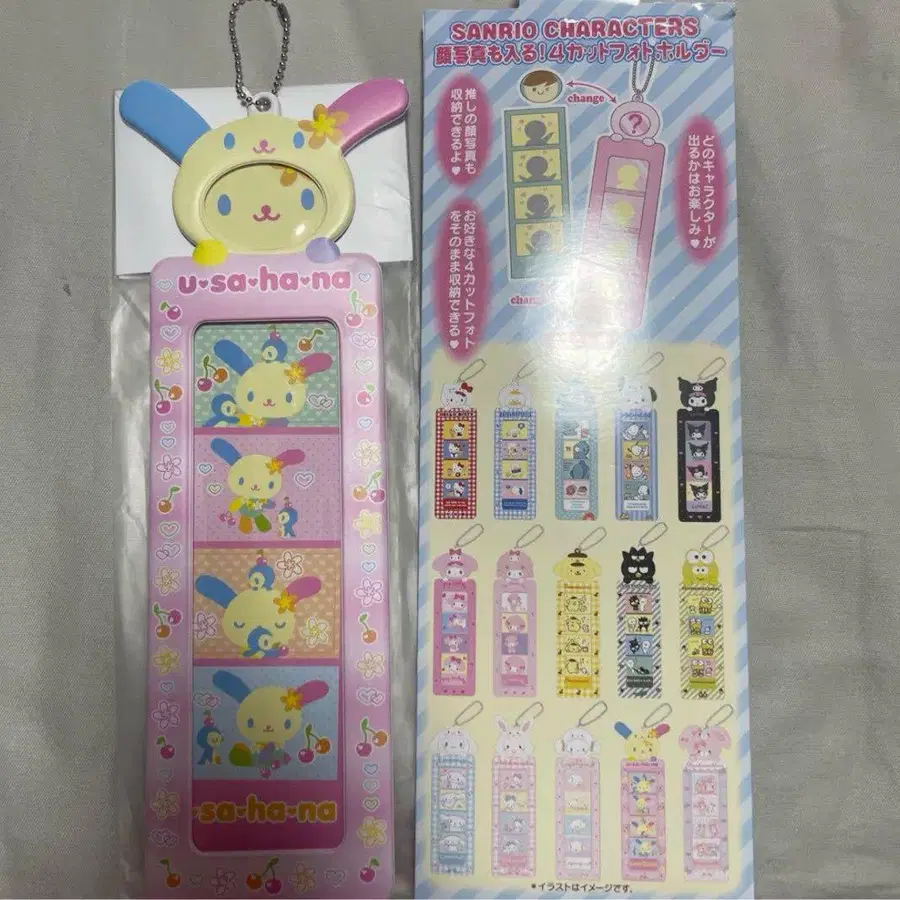 u·sa·ha·na
sa·ha·na
SANRIO CHARACTERS
顔写真も入る!4カットフォトホルダー
change
推しの顔写真も
収納できるよ♥
?
どのキャラクターが
出るかはお楽しみ♥
お好きな4カットフォト
をそのまま収納できる♥
chan
*イラストはイメージです。